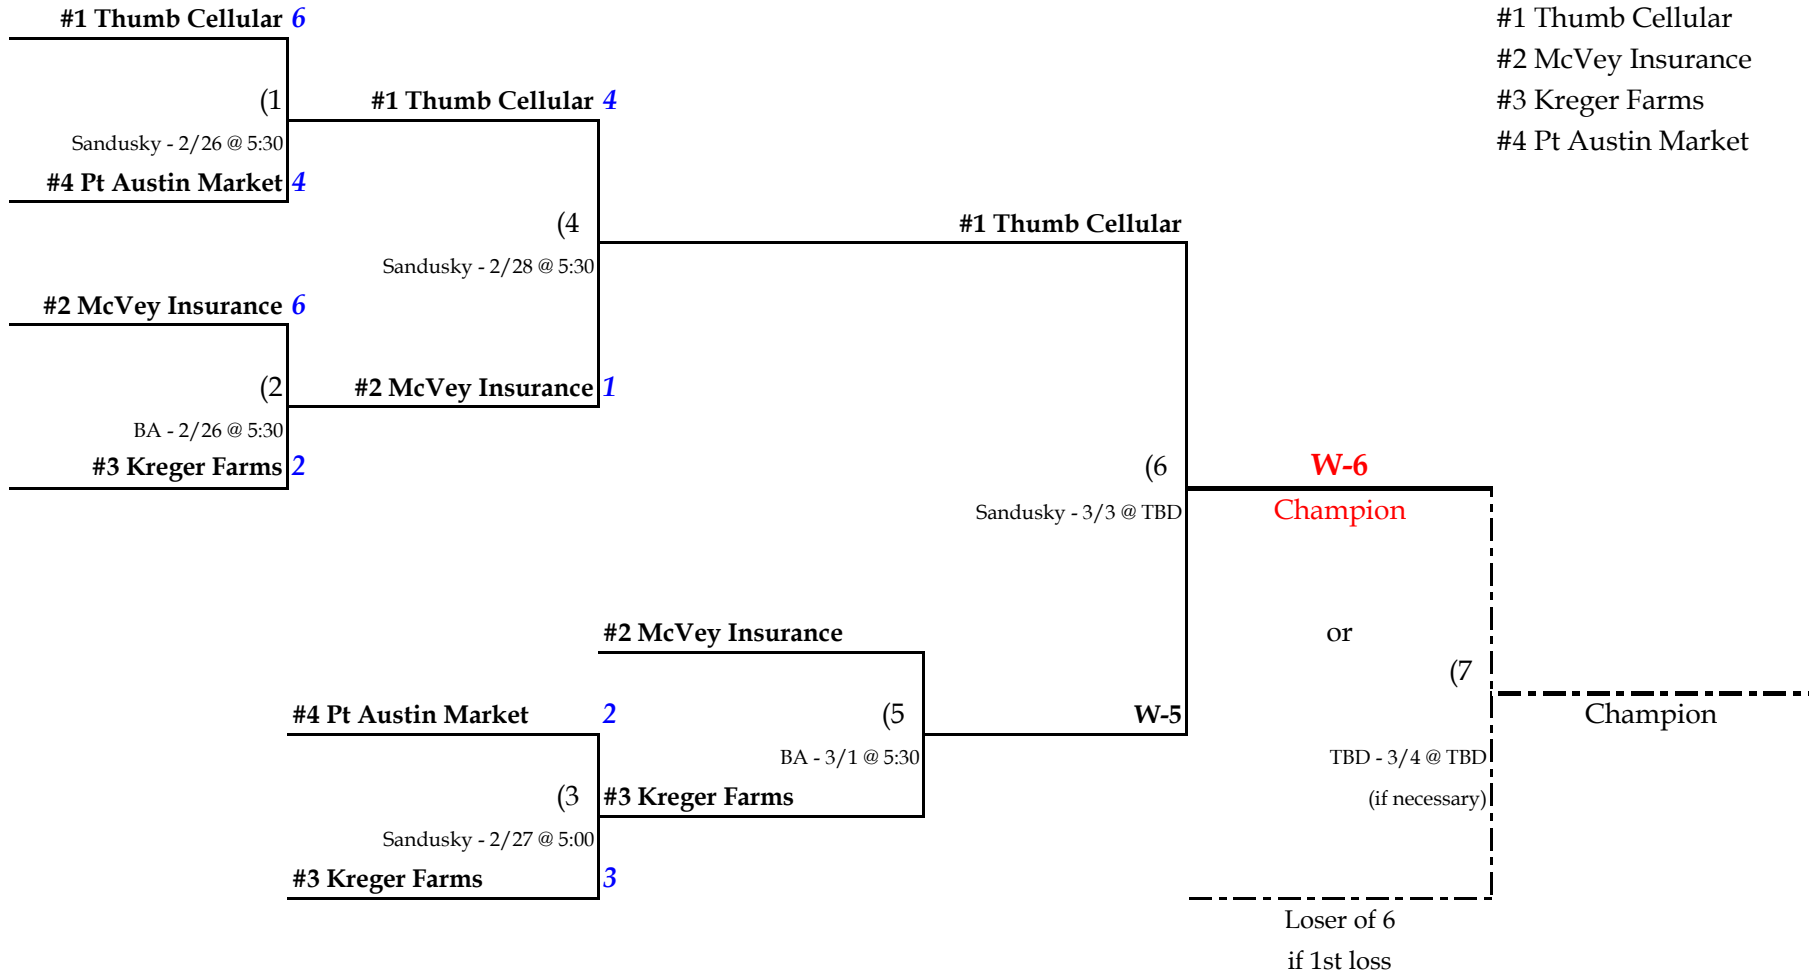 #1 Thumb Cellular 6
#1 Thumb Cellular
#2 McVey Insurance
(1
#1 Thumb Cellular 4
#3 Kreger Farms
Sandusky - 2/26 @ 5:30
#4 Pt Austin Market
#4 Pt Austin Market 4
(4
#1 Thumb Cellular
Sandusky - 2/28 @ 5:30
#2 McVey Insurance 6
(2
#2 McVey Insurance 1
BA - 2/26 @ 5:30
#3 Kreger Farms 2
(6
W-6
Sandusky - 3/3 @ TBD
Champion
#2 McVey Insurance
or
(7
#4 Pt Austin Market 2
(5
W-5
Champion
BA - 3/1 @ 5:30
TBD - 3/4 @ TBD
(3
#3 Kreger Farms
(if necessary)
Sandusky - 2/27 @ 5:00
#3 Kreger Farms 3
Loser of 6
if 1st loss